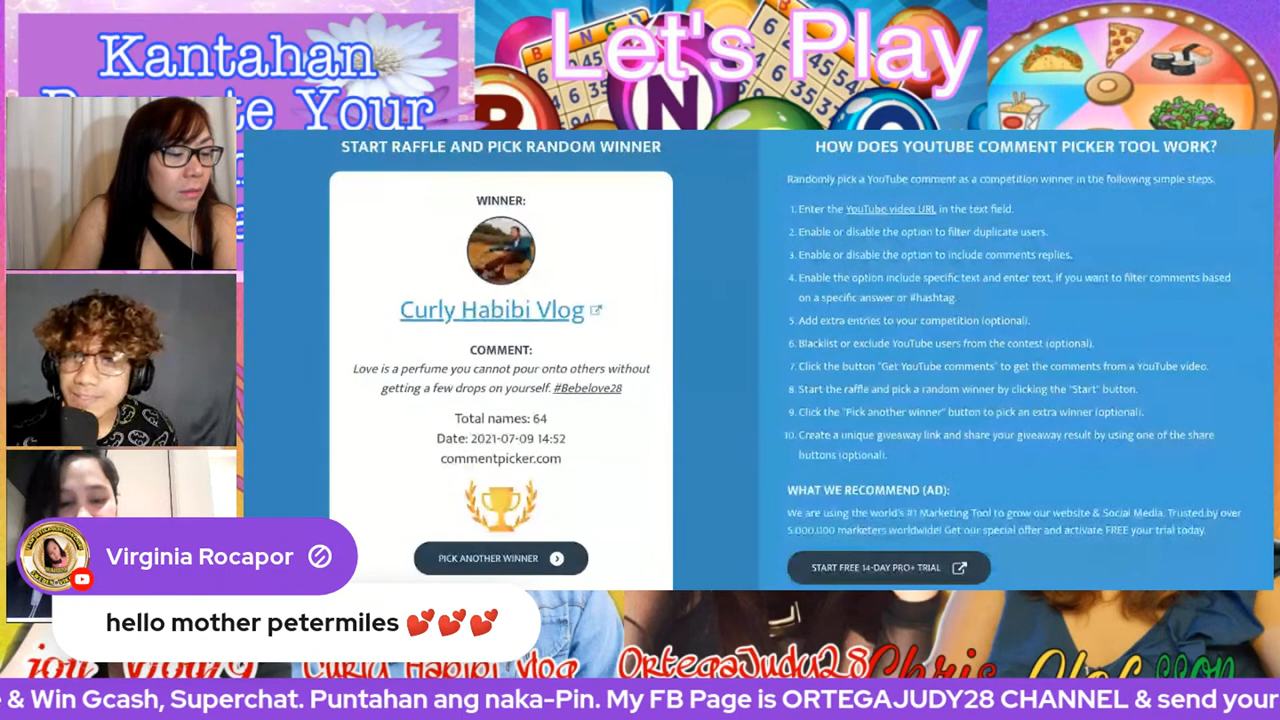 Kantahan
Let's Play
START RAFFLE AND PICK RANDOM WINNER
WINNER:
Curly Habibi Vlog
COMMENT:
Love is a perfume you cannot pour onto others without
getting a few drops on yourself. #Bebelove28
Total names: 64
Date: 2021-07-09 14:52
commentpicker.com
PICK ANOTHER WINNER
HOW DOES YOUTUBE COMMENT PICKER TOOL WORK?
Randomly pick a YouTube comment as a competition winner in the following simple steps.
1. Enter the YouTube video URL in the text field.
2. Enable or disable the option to filter duplicate users.
3. Enable or disable the option to include comments replies.
4. Enable the option include specific text and enter text, if you want to filter comments based
on a specific answer or #hashtag.
5. Add extra entries to your competition (optional).
6. Blacklist or exclude YouTube users from the contest (optional).
7. Click the button "Get YouTube comments" to get the comments from a YouTube video.
8. Start the raffle and pick a random winner by clicking the "Start" button.
9. Click the "Pick another winner" button to pick an extra winner (optional).
10. Create a unique giveaway link and share your giveaway result by using one of the share
buttons (optional).
WHAT WE RECOMMEND (AD):
We are using the world's #1 Marketing Tool to grow our website & Social Media. Trusted by over
5.000.000 marketers worldwide! Get our special offer and activate FREE your trial today.
START FREE 14-DAY PRO+ TRIAL
Virginia Rocapor
hello mother petermiles 💕💕💕
Curly Habibi Vlog
OrtegaJudy28
Chris
& Win Gcash, Superchat. Puntahan ang naka-Pin. My FB Page is ORTEGAJUDY28 CHANNEL & send your